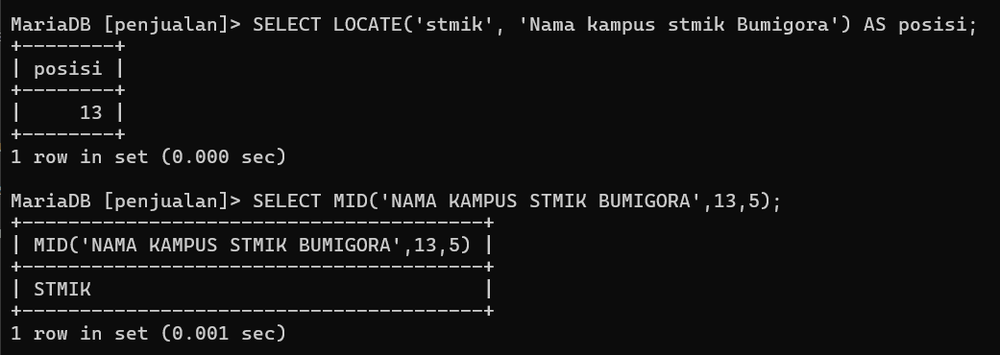 MariaDB [penjualan]> SELECT LOCATE('stmik', 'Nama kampus stmik Bumigora') AS posisi;
+--------+
| posisi |
+--------+
|     13 |
+--------+
1 row in set (0.000 sec)

MariaDB [penjualan]> SELECT MID('NAMA KAMPUS STMIK BUMIGORA',13,5);
+----------------------------------------+
| MID('NAMA KAMPUS STMIK BUMIGORA',13,5) |
+----------------------------------------+
| STMIK                                  |
+----------------------------------------+
1 row in set (0.001 sec)